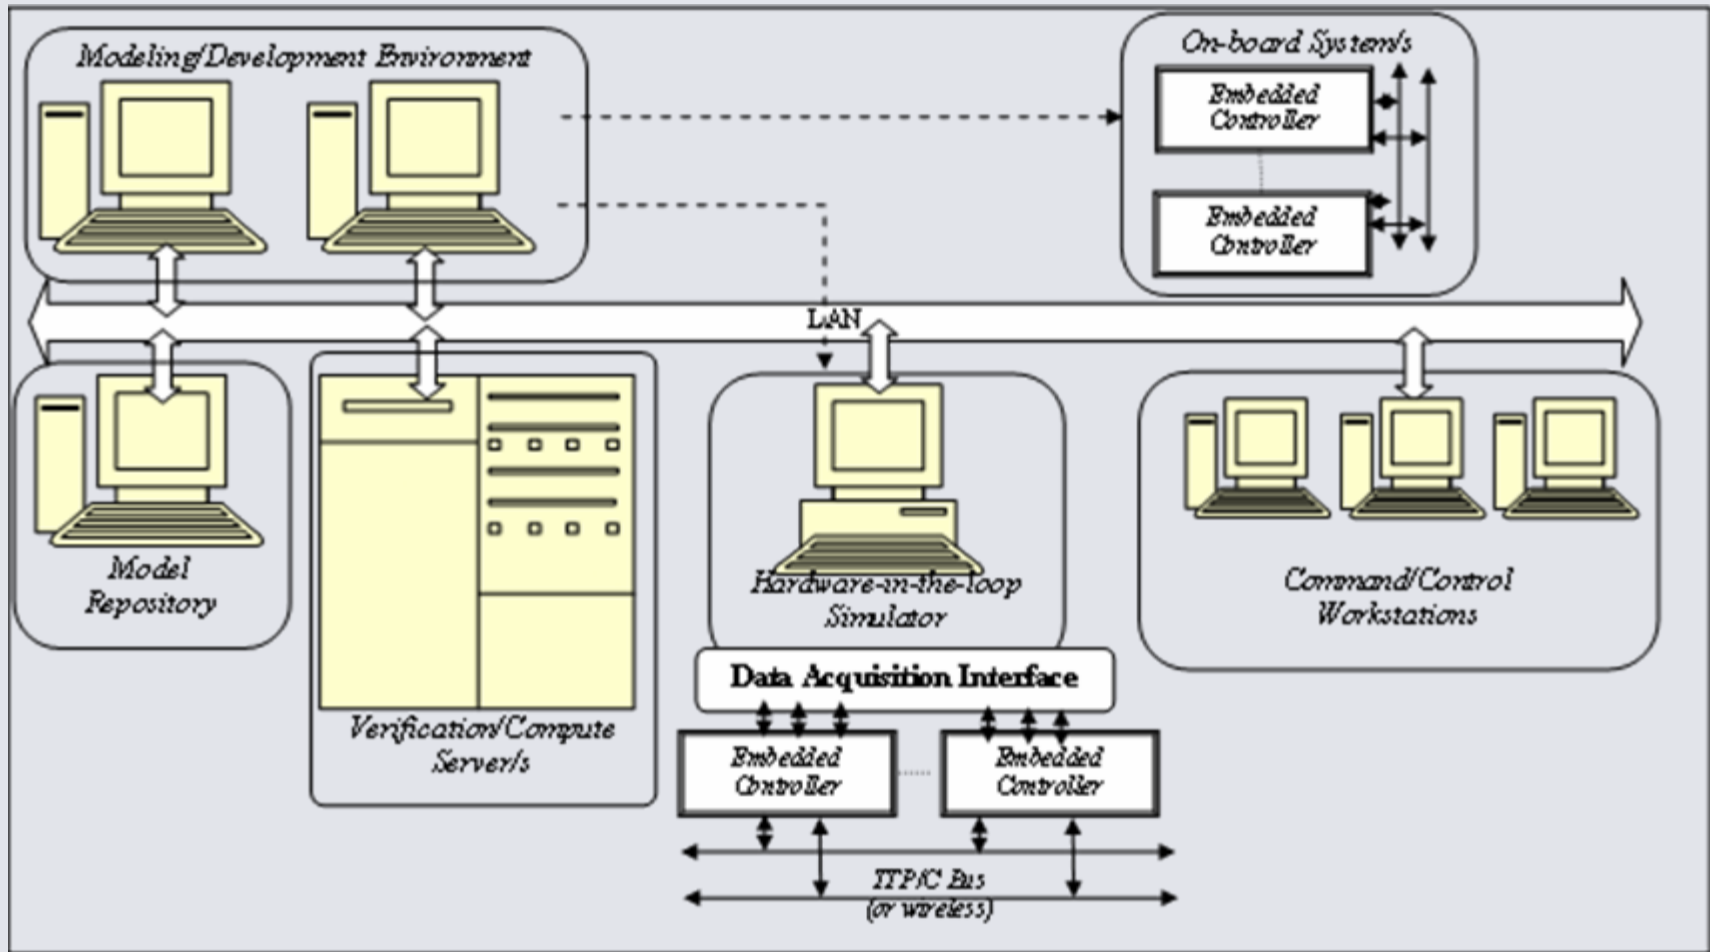 Modeling/Development Environment
On-board System/s
Embedded
Controller
Embedded
Controller
LAN
Model
Repository
Verification/Compute
Server/s
Hardware-in-the-loop
Simulator
Command/Control
Workstations
Data Acquisition Interface
Embedded
Controller
Embedded
Controller
TTP/C Bus
(or wireless)